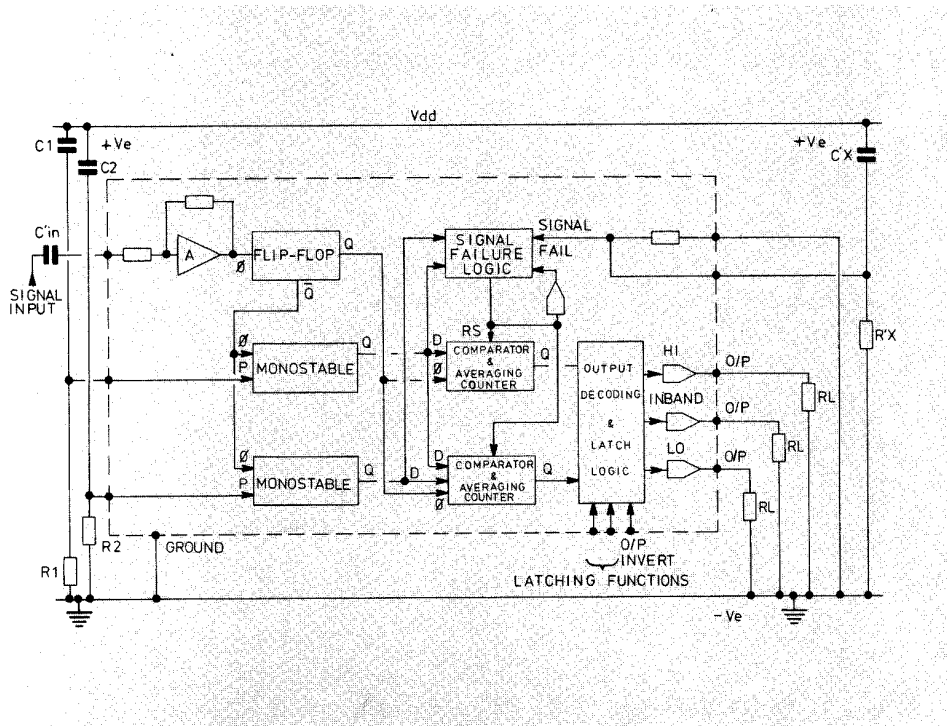 Vdd
C1
+Ve
C2
+Ve
C'X
C'in
SIGNAL
INPUT
A
Ø
FLIP-FLOP
Q
Q̅
SIGNAL
FAILURE
LOGIC
SIGNAL
FAIL
R'X
Ø
P
MONOSTABLE
Q
RS
D
Ø
COMPARATOR
&
AVERAGING
COUNTER
Q
OUTPUT
DECODING
&
LATCH
LOGIC
HI
O/P
RL
INBAND
O/P
RL
LO
O/P
RL
Ø
P
MONOSTABLE
Q
D
D
Ø
COMPARATOR
&
AVERAGING
COUNTER
Q
R2
GROUND
R1
O/P
INVERT
LATCHING FUNCTIONS
-Ve